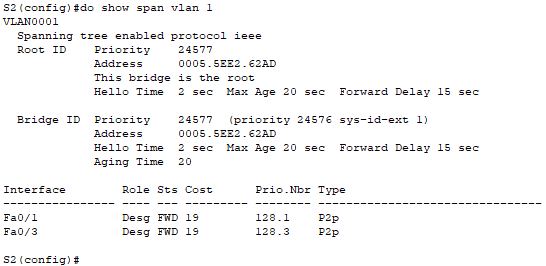 S2(config)#do show span vlan 1
VLAN0001
  Spanning tree enabled protocol ieee
  Root ID    Priority    24577
             Address     0005.5EE2.62AD
             This bridge is the root
             Hello Time  2 sec  Max Age 20 sec  Forward Delay 15 sec

  Bridge ID  Priority    24577  (priority 24576 sys-id-ext 1)
             Address     0005.5EE2.62AD
             Hello Time  2 sec  Max Age 20 sec  Forward Delay 15 sec
             Aging Time  20

Interface        Role Sts Cost      Prio.Nbr Type
---------------- ---- --- --------- -------- --------------------------------
Fa0/1            Desg FWD 19        128.1    P2p
Fa0/3            Desg FWD 19        128.3    P2p

S2(config)#